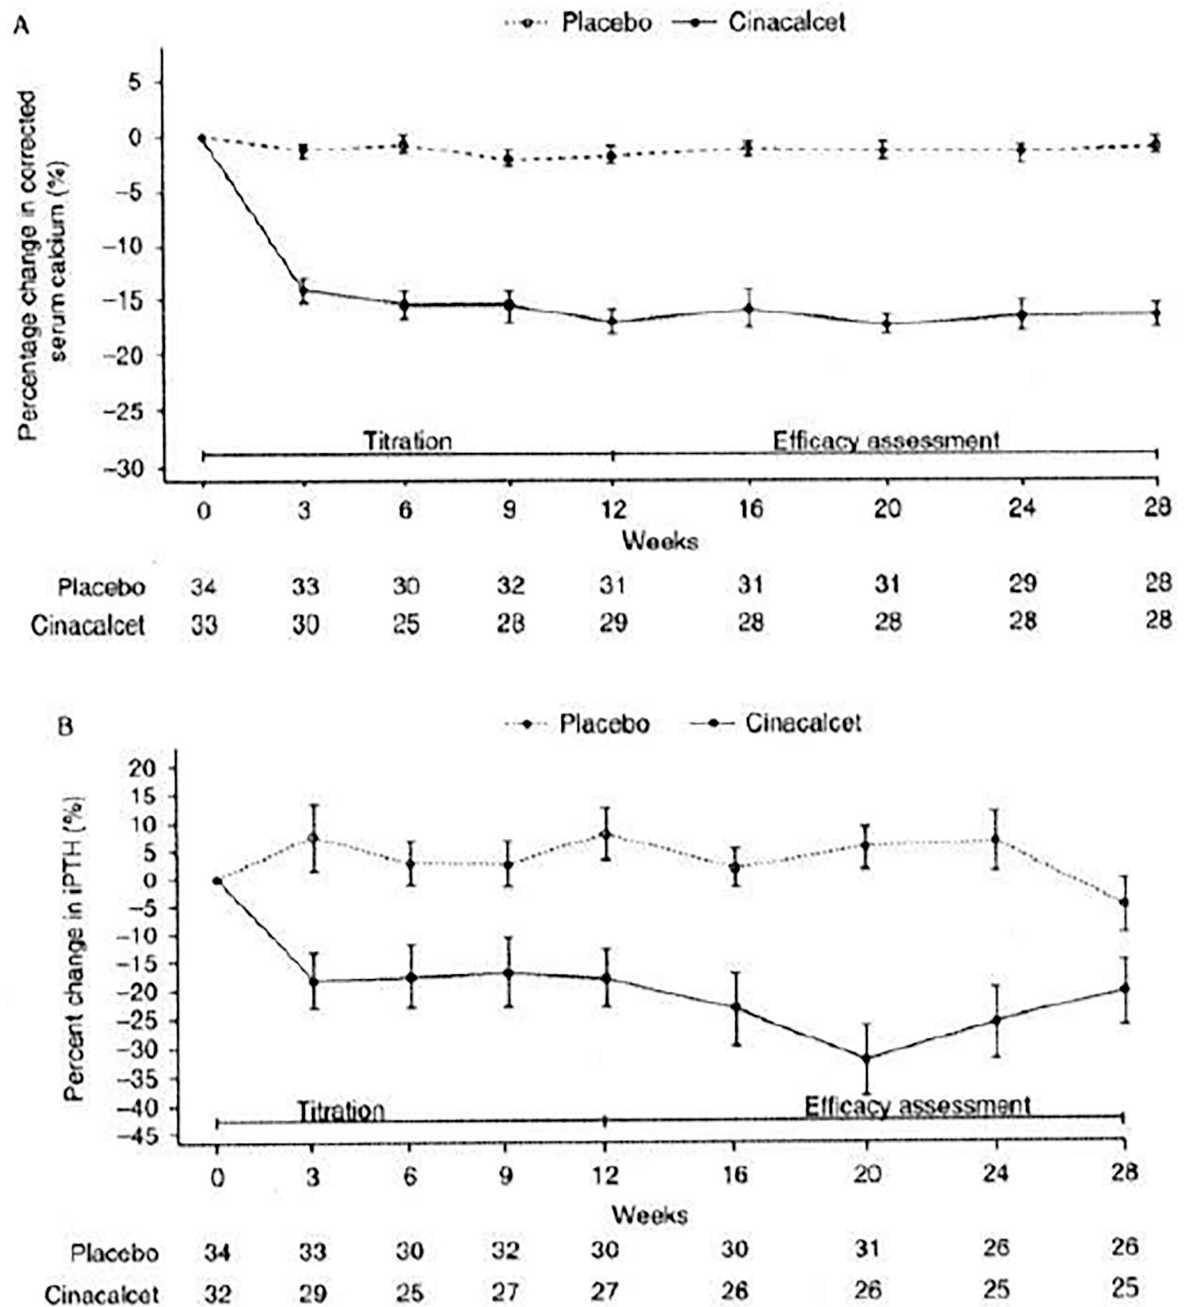 A
Placebo Cinacalcet
Percentage change in corrected
serum calcium (%)
5
0
−5
−10
−15
−20
−25
−30
Titration Efficacy assessment
0 3 6 9 12 16 20 24 28
Weeks
Placebo 34 33 30 32 31 31 31 29 28
Cinacalcet 33 30 25 28 29 28 28 28 28
B
Placebo Cinacalcet
Percent change in iPTH (%)
20
15
10
5
0
−5
−10
−15
−20
−25
−30
−35
−40
−45
Titration Efficacy assessment
0 3 6 9 12 16 20 24 28
Weeks
Placebo 34 33 30 32 30 30 31 26 26
Cinacalcet 32 29 25 27 27 26 26 25 25